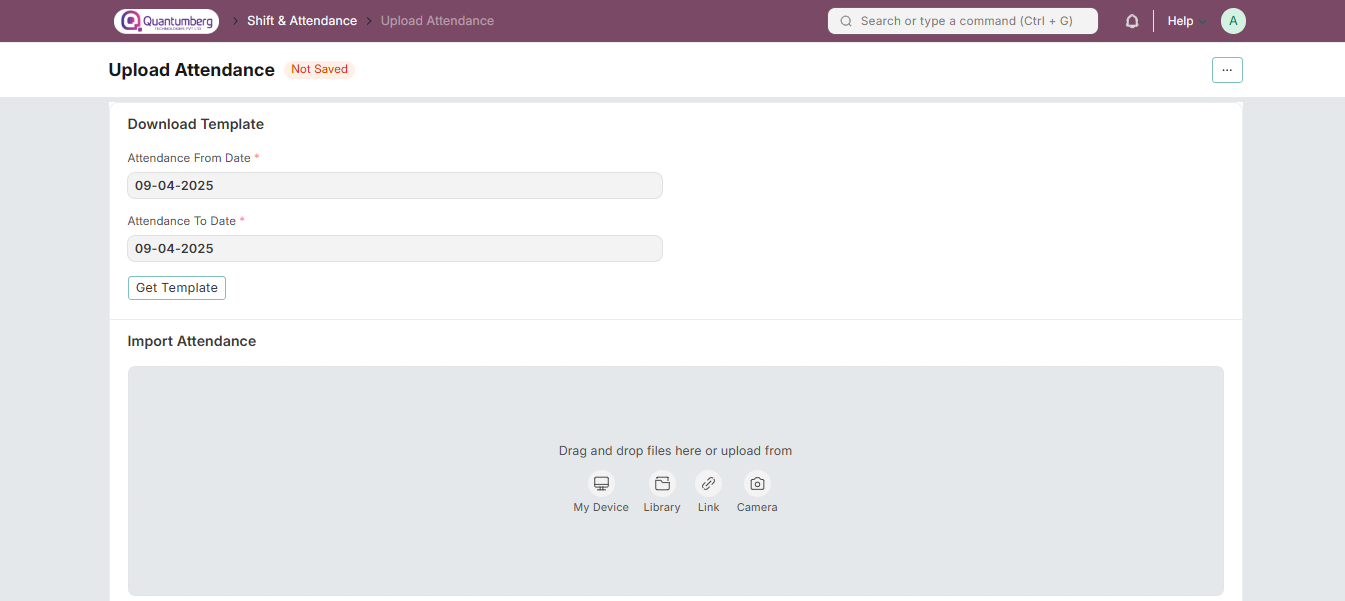 Quantumberg
TECHNOLOGIES PVT LTD
Shift & Attendance
Upload Attendance
Search or type a command (Ctrl + G)
Help
A
Upload Attendance
Not Saved
...
Download Template
Attendance From Date *
09-04-2025
Attendance To Date *
09-04-2025
Get Template
Import Attendance
Drag and drop files here or upload from
My Device Library Link Camera